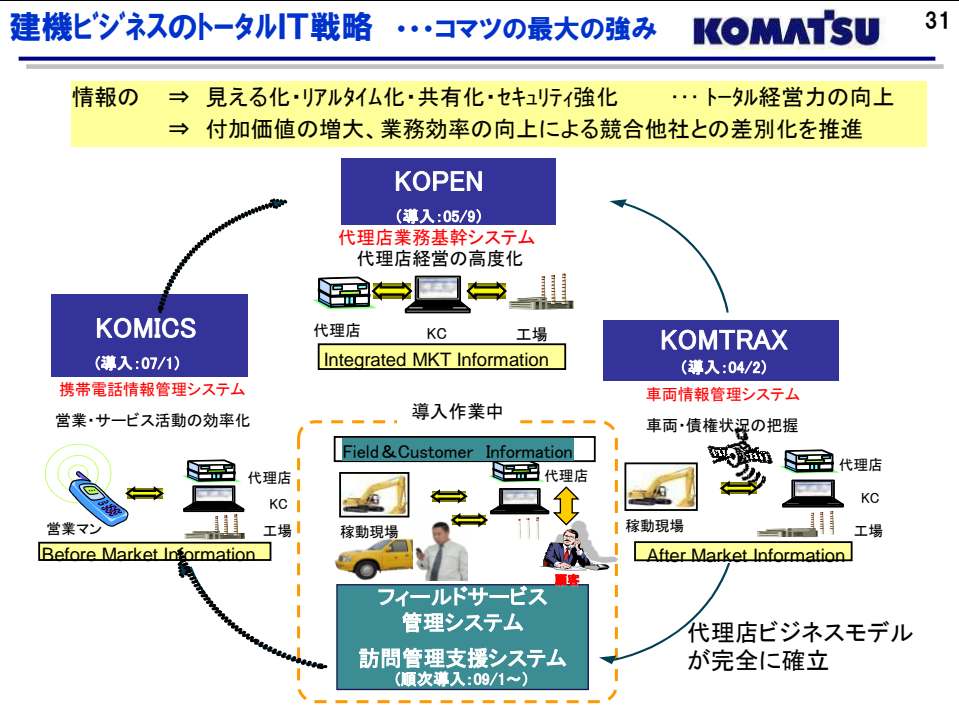 建機ビジネスのトータルIT戦略 ・・・コマツの最大の強み
KOMATSU
31
情報の ⇒ 見える化・リアルタイム化・共有化・セキュリティ強化 ・・・ トータル経営力の向上
⇒ 付加価値の増大、業務効率の向上による競合他社との差別化を推進
KOPEN
(導入:05/9)
代理店業務基幹システム
代理店経営の高度化
代理店 KC 工場
Integrated MKT Information
KOMICS
(導入:07/1)
携帯電話情報管理システム
営業・サービス活動の効率化
代理店
KC
営業マン
工場
Before Market Information
導入作業中
Field&Customer Information
代理店
稼動現場
顧客
フィールドサービス
管理システム
訪問管理支援システム
(順次導入:09/1~)
KOMTRAX
(導入:04/2)
車両情報管理システム
車両・債権状況の把握
代理店
KC
稼動現場
工場
After Market Information
代理店ビジネスモデル
が完全に確立